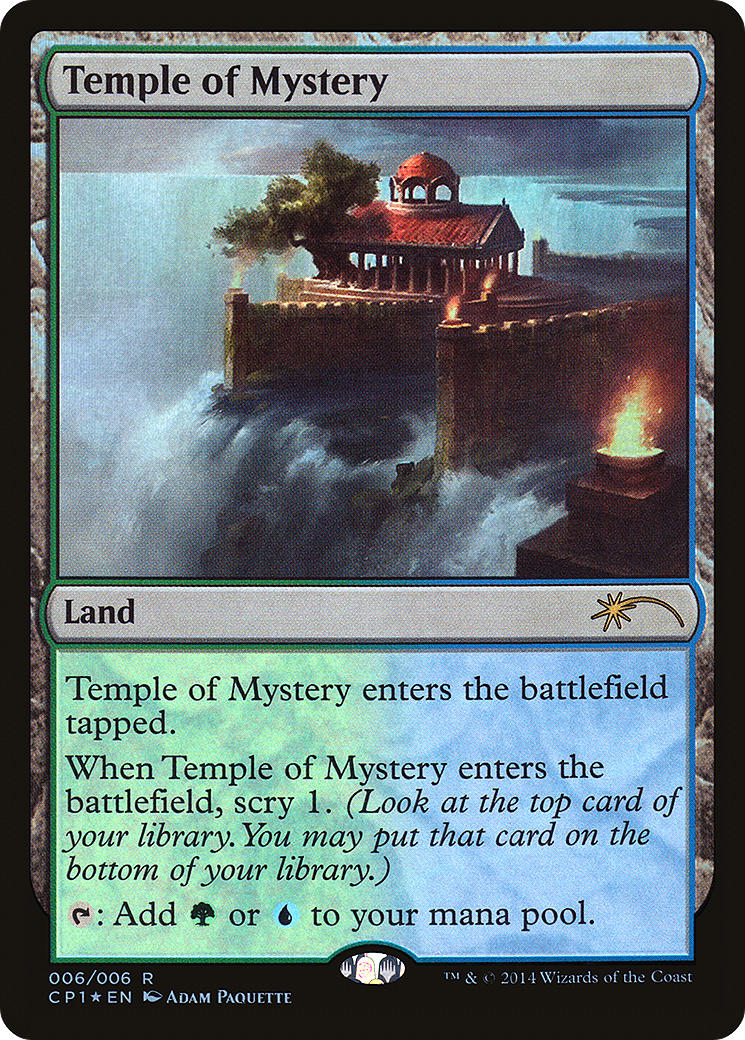 Temple of Mystery
Land
Temple of Mystery enters the battlefield
tapped.
When Temple of Mystery enters the
battlefield, scry 1. (Look at the top card of
your library. You may put that card on the
bottom of your library.)
: Add or to your mana pool.
006/006 R
CP1★EN ADAM PAQUETTE
™ & © 2014 Wizards of the Coast